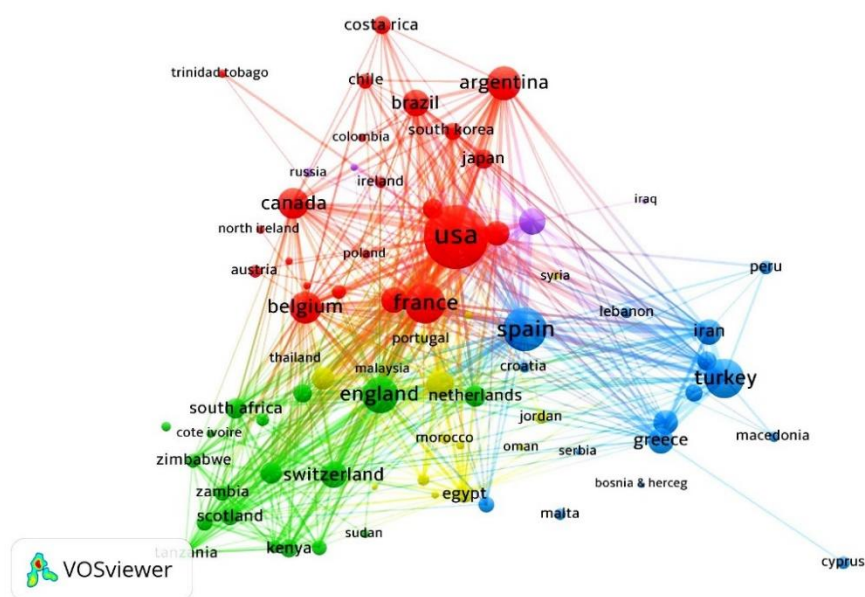 costa rica
trinidad tobago
chile
argentina
brazil
colombia
south korea
japan
russia
ireland
canada
iraq
north ireland
usa
poland
syria
peru
austria
belgium
france
lebanon
spain
iran
portugal
thailand
malaysia
croatia
turkey
england
netherlands
south africa
jordan
cote ivoire
morocco
greece
macedonia
zimbabwe
oman
serbia
switzerland
bosnia & herceg
zambia
egypt
scotland
malta
sudan
tanzania
kenya
cyprus
VOSviewer